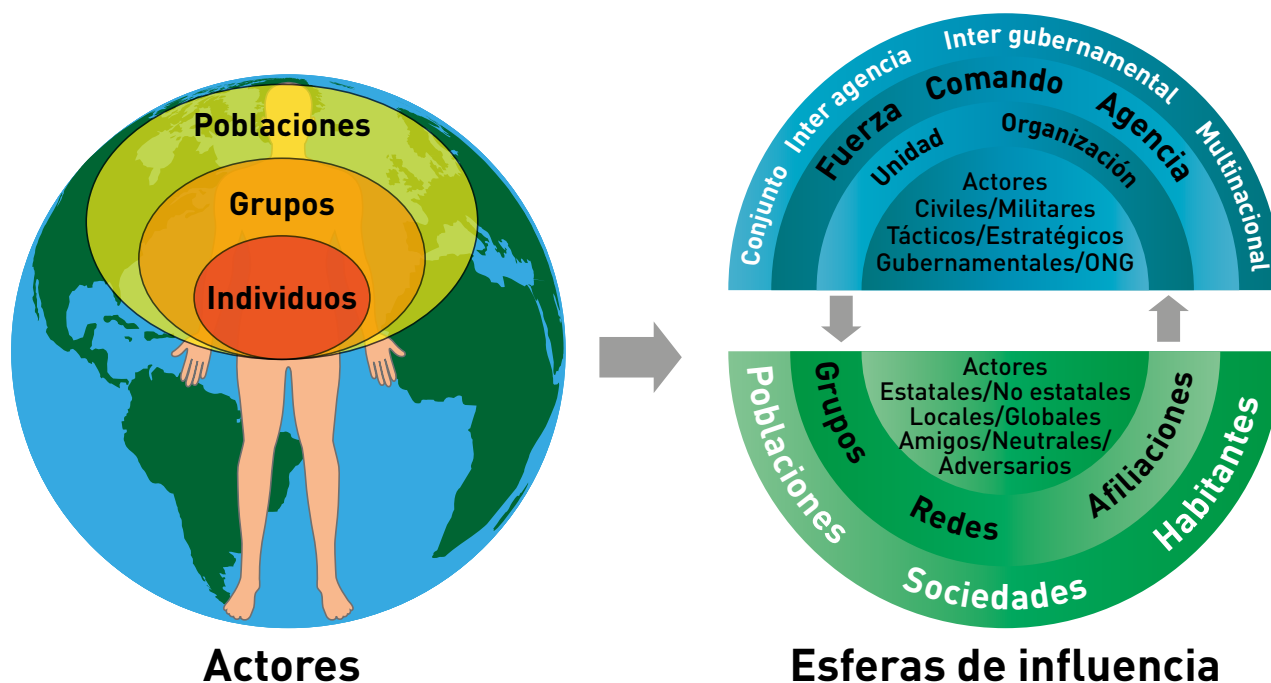 Poblaciones
Grupos
Individuos
Actores
Conjunto
Inter agencia
Inter gubernamental
Multinacional
Fuerza
Comando
Agencia
Unidad
Organización
Actores
Civiles/Militares
Tácticos/Estratégicos
Gubernamentales/ONG
Actores
Estatales/No estatales
Locales/Globales
Amigos/Neutrales/
Adversarios
Grupos
Redes
Afiliaciones
Poblaciones
Sociedades
Habitantes
Esferas de influencia